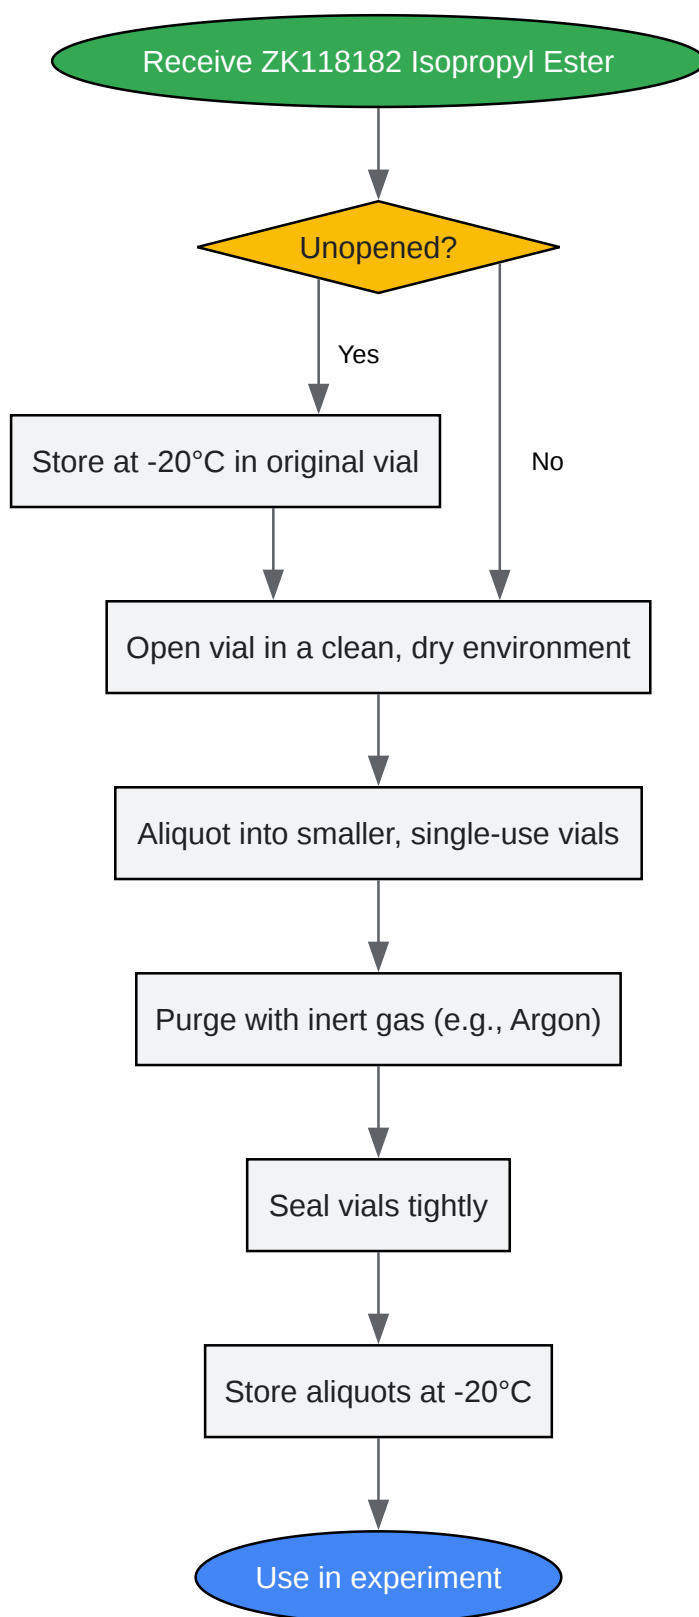 Receive ZK118182 Isopropyl Ester
Unopened?
Yes
Store at -20°C in original vial
No
Open vial in a clean, dry environment
Aliquot into smaller, single-use vials
Purge with inert gas (e.g., Argon)
Seal vials tightly
Store aliquots at -20°C
Use in experiment